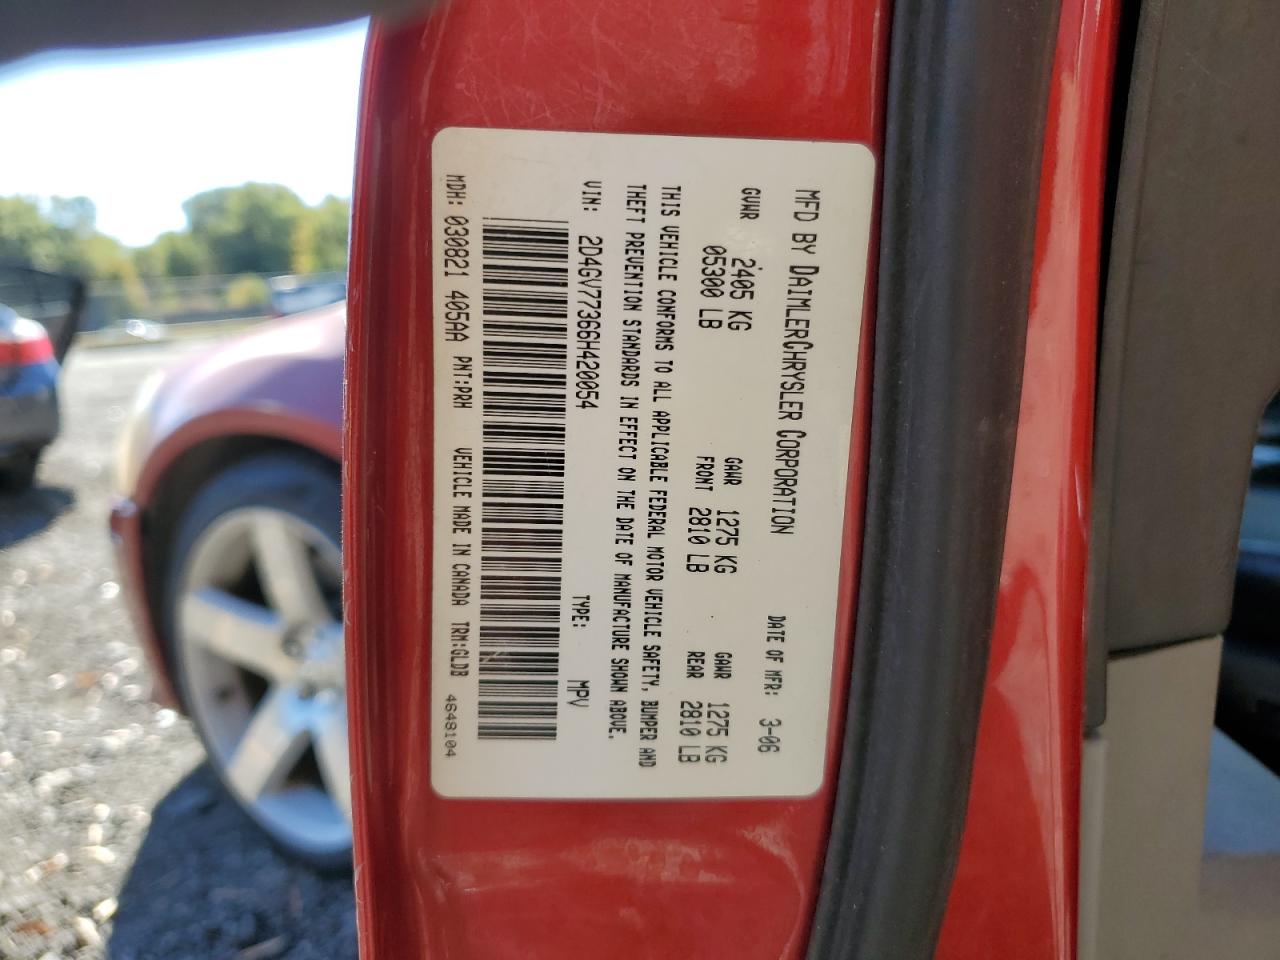 MFD BY DAIMLERCHRYSLER CORPORATION DATE OF MFR: 3-06
GVWR 2405 KG GAWR 1275 KG GAWR 1275 KG
05300 LB FRONT 2810 LB REAR 2810 LB
THIS VEHICLE CONFORMS TO ALL APPLICABLE FEDERAL MOTOR VEHICLE SAFETY, BUMPER AND
THEFT PREVENTION STANDARDS IN EFFECT ON THE DATE OF MANUFACTURE SHOWN ABOVE.
VIN: 2D4GV77366H420054 TYPE: MPV
MDH: 030821 405AA PNT:PRH VEHICLE MADE IN CANADA TRM:GLDB 4648104